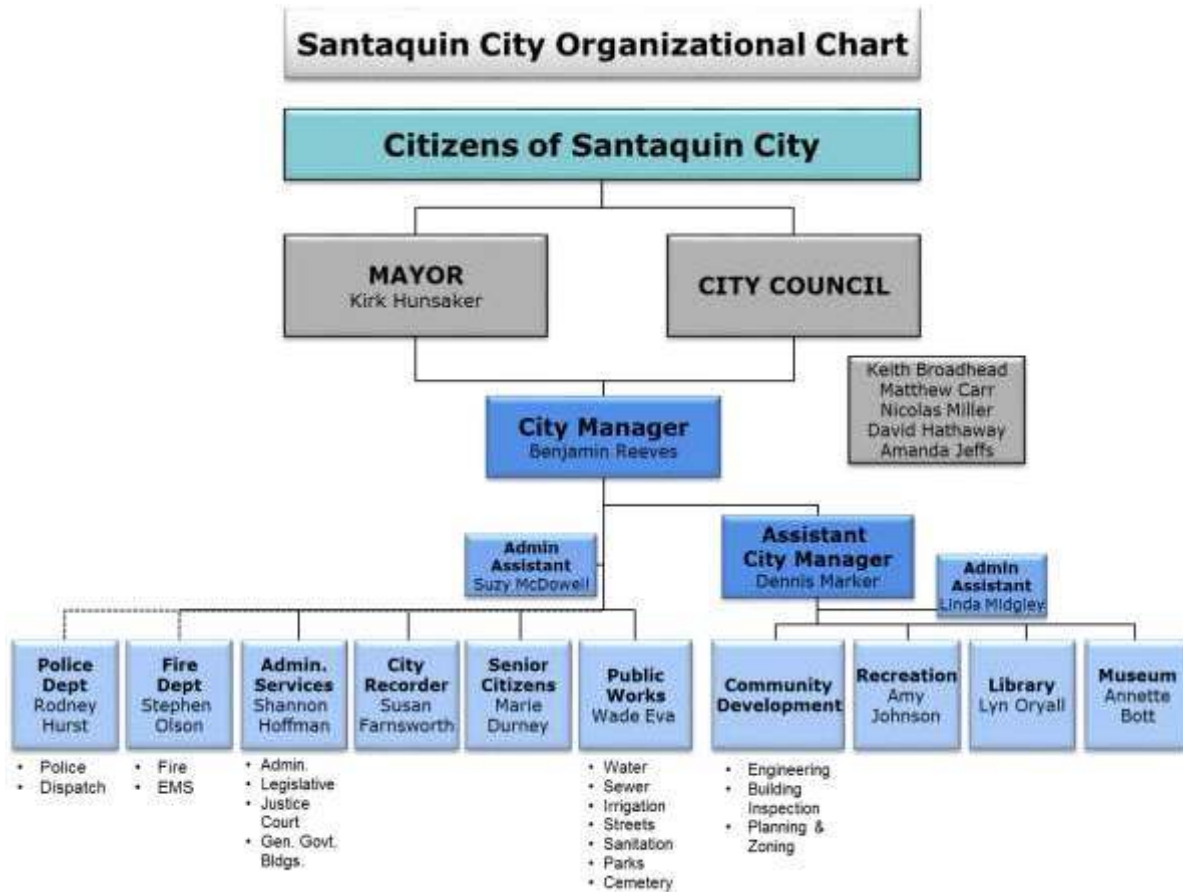 Santaquin City Organizational Chart
Citizens of Santaquin City
MAYOR
Kirk Hunsaker
CITY COUNCIL
Keith Broadhead
Matthew Carr
Nicolas Miller
David Hathaway
Amanda Jeffs
City Manager
Benjamin Reeves
Admin
Assistant
Suzy McDowell
Assistant
City Manager
Dennis Marker
Admin
Assistant
Linda Midgley
Police
Dept
Rodney
Hurst
• Police
• Dispatch
Fire
Dept
Stephen
Olson
• Fire
• EMS
Admin.
Services
Shannon
Hoffman
• Admin.
• Legislative
• Justice
Court
• Gen. Govt.
Bldgs.
City
Recorder
Susan
Farnsworth
Senior
Citizens
Marie
Durney
Public
Works
Wade Eva
• Water
• Sewer
• Irrigation
• Streets
• Sanitation
• Parks
• Cemetery
Community
Development
• Engineering
• Building
Inspection
• Planning &
Zoning
Recreation
Amy
Johnson
Library
Lyn Oryall
Museum
Annette
Bott